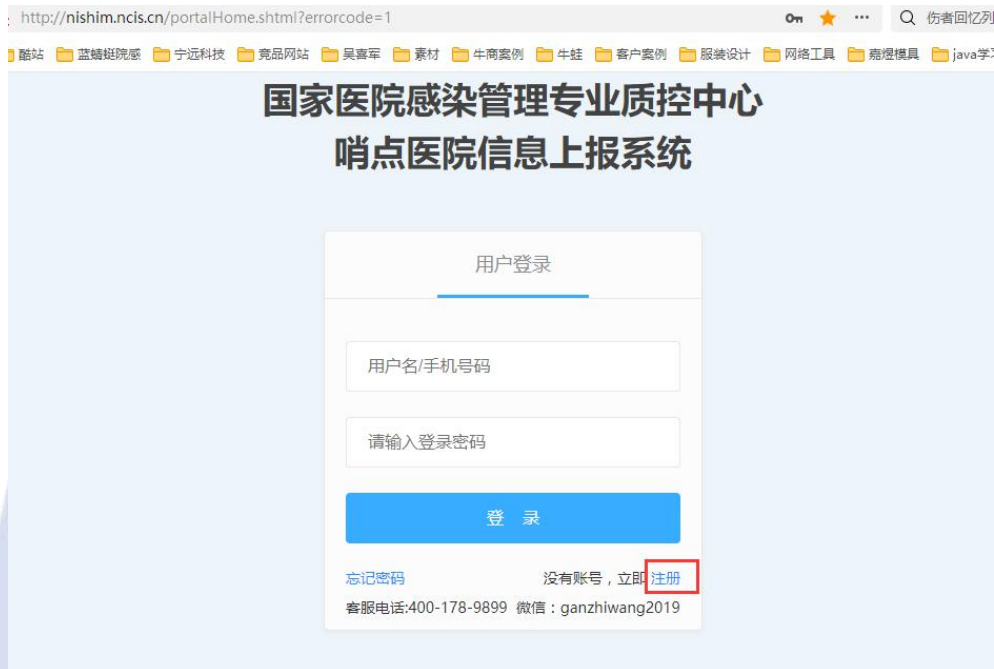 http://nishim.ncis.cn/portalHome.shtml?errorcode=1 伤者回忆列
酷站 蓝蜻蜓院感 宁远科技 竞品网站 吴喜军 素材 牛商案例 牛蛙 客户案例 服装设计 网络工具 嘉煜模具 java学习
国家医院感染管理专业质控中心
哨点医院信息上报系统
用户登录
用户名/手机号码
请输入登录密码
登 录
忘记密码 没有账号，立即 注册
客服电话:400-178-9899 微信：ganzhiwang2019